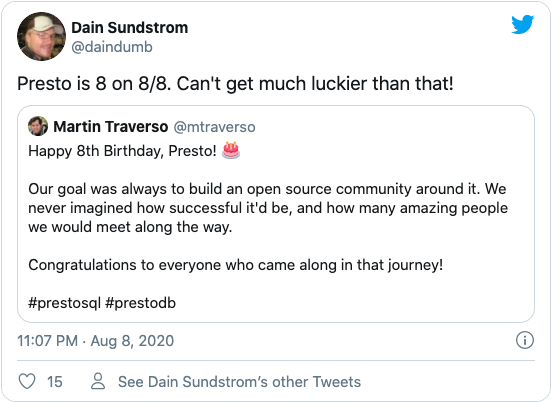 Dain Sundstrom
@daindumb
Presto is 8 on 8/8. Can't get much luckier than that!
Martin Traverso @mtraverso
Happy 8th Birthday, Presto! 🎂
Our goal was always to build an open source community around it. We
never imagined how successful it'd be, and how many amazing people
we would meet along the way.
Congratulations to everyone who came along in that journey!
#prestosql #prestodb
11:07 PM · Aug 8, 2020
15 See Dain Sundstrom's other Tweets